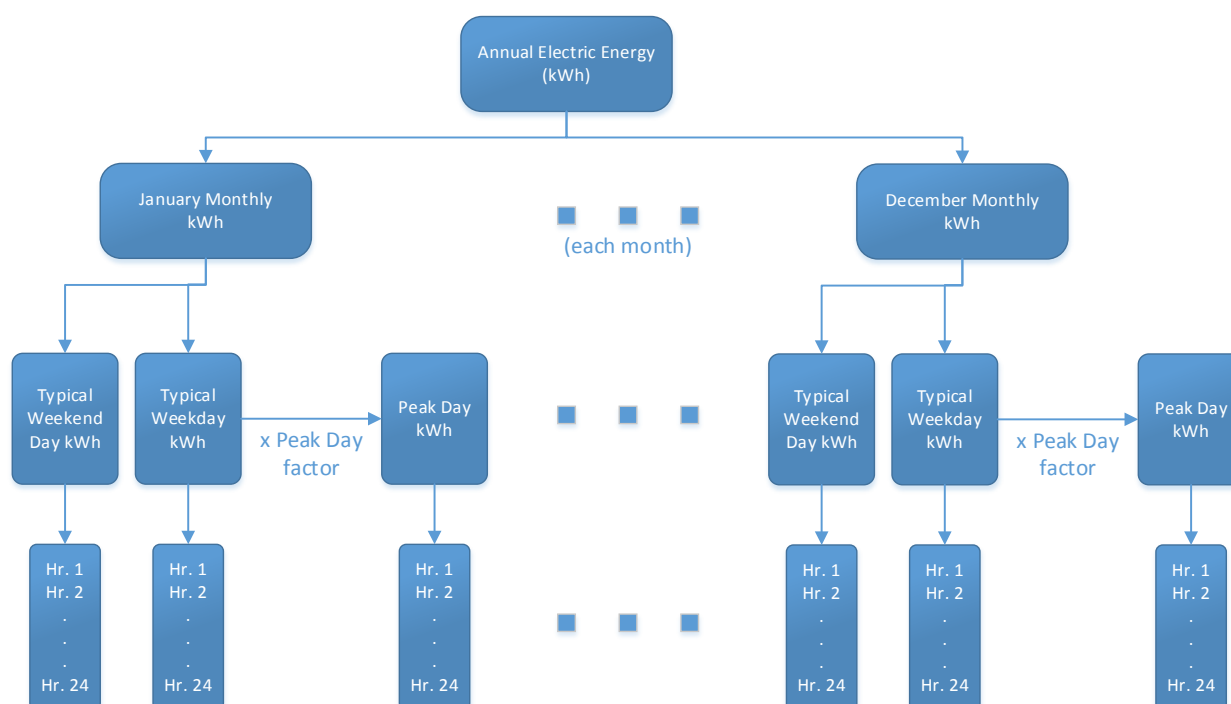 Annual Electric Energy
(kWh)
January Monthly
kWh
(each month)
December Monthly
kWh
Typical
Weekend
Day kWh
Typical
Weekday
kWh
x Peak Day
factor
Peak Day
kWh
Typical
Weekend
Day kWh
Typical
Weekday
kWh
x Peak Day
factor
Peak Day
kWh
Hr. 1
Hr. 2
.
.
.
Hr. 24
Hr. 1
Hr. 2
.
.
.
Hr. 24
Hr. 1
Hr. 2
.
.
.
Hr. 24
Hr. 1
Hr. 2
.
.
.
Hr. 24
Hr. 1
Hr. 2
.
.
.
Hr. 24
Hr. 1
Hr. 2
.
.
.
Hr. 24